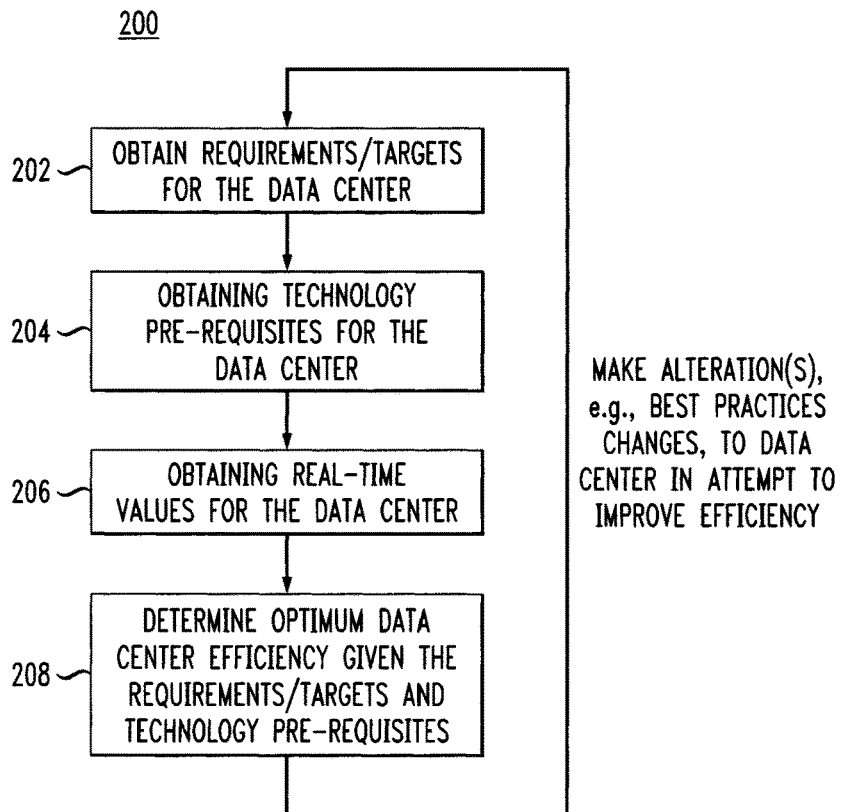 200
202
OBTAIN REQUIREMENTS/TARGETS
FOR THE DATA CENTER
204
OBTAINING TECHNOLOGY
PRE-REQUISITES FOR THE
DATA CENTER
206
OBTAINING REAL-TIME
VALUES FOR THE DATA CENTER
208
DETERMINE OPTIMUM DATA
CENTER EFFICIENCY GIVEN THE
REQUIREMENTS/TARGETS AND
TECHNOLOGY PRE-REQUISITES
MAKE ALTERATION(S),
e.g., BEST PRACTICES
CHANGES, TO DATA
CENTER IN ATTEMPT TO
IMPROVE EFFICIENCY